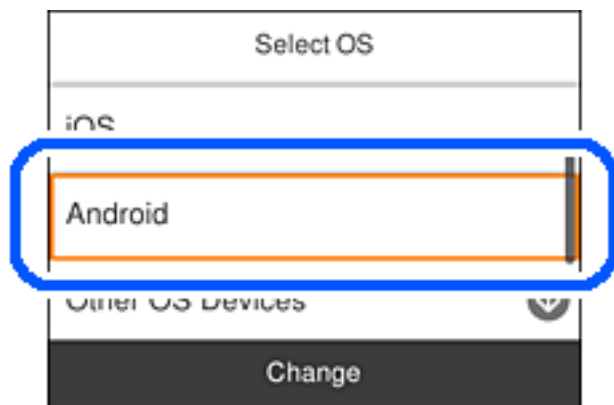 Select OS
iOS
Android
Other OS Devices
Change